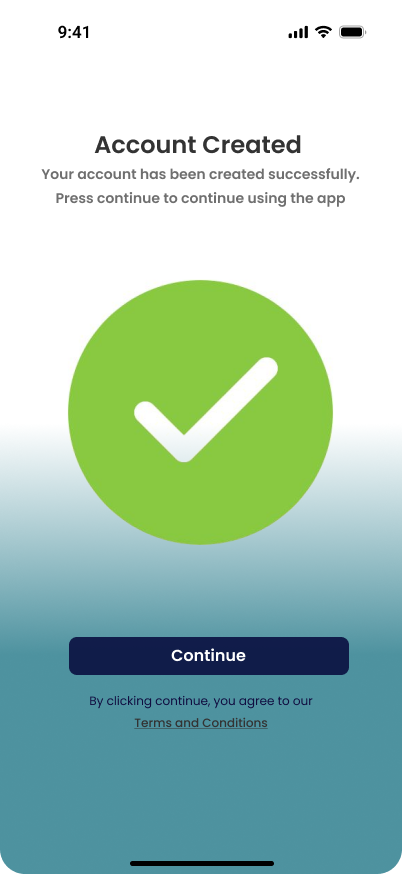 9:41
Account Created
Your account has been created successfully.
Press continue to continue using the app
Continue
By clicking continue, you agree to our
Terms and Conditions